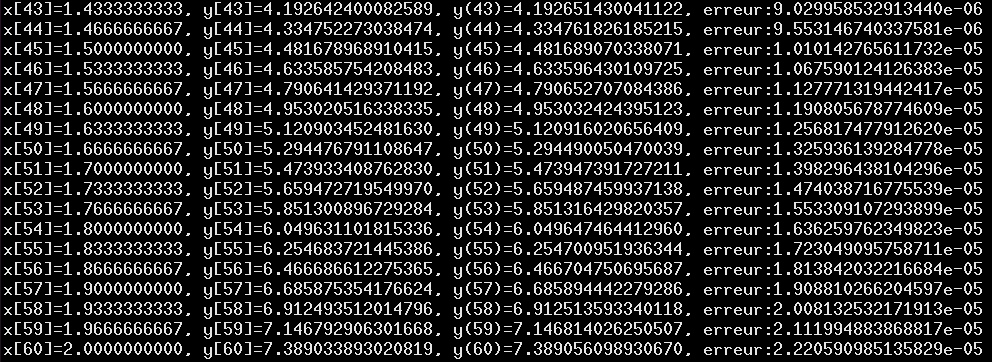 x[43]=1.4333333333, y[43]=4.192642400082589, y(43)=4.192651430041122, erreur:9.029958532913440e-06
x[44]=1.4666666667, y[44]=4.334752273038474, y(44)=4.334761826185215, erreur:9.553146740337581e-06
x[45]=1.5000000000, y[45]=4.481678968910415, y(45)=4.481689070338071, erreur:1.010142765611732e-05
x[46]=1.5333333333, y[46]=4.633585754208483, y(46)=4.633596430109725, erreur:1.067590124126383e-05
x[47]=1.5666666667, y[47]=4.790641429371192, y(47)=4.790652707084386, erreur:1.127771319442417e-05
x[48]=1.6000000000, y[48]=4.953020516338335, y(48)=4.953032424395123, erreur:1.190805678774609e-05
x[49]=1.6333333333, y[49]=5.120903452481630, y(49)=5.120916020656409, erreur:1.256817477912620e-05
x[50]=1.6666666667, y[50]=5.294476791108647, y(50)=5.294490050470039, erreur:1.325936139284778e-05
x[51]=1.7000000000, y[51]=5.473933408762830, y(51)=5.473947391727211, erreur:1.398296438104296e-05
x[52]=1.7333333333, y[52]=5.659472719549970, y(52)=5.659487459937138, erreur:1.474038716775539e-05
x[53]=1.7666666667, y[53]=5.851300896729284, y(53)=5.851316429820357, erreur:1.553309107293899e-05
x[54]=1.8000000000, y[54]=6.049631101815336, y(54)=6.049647464412960, erreur:1.636259762349823e-05
x[55]=1.8333333333, y[55]=6.254683721445386, y(55)=6.254700951936344, erreur:1.723049095758711e-05
x[56]=1.8666666667, y[56]=6.466686612275365, y(56)=6.466704750695687, erreur:1.813842032216684e-05
x[57]=1.9000000000, y[57]=6.685875354176624, y(57)=6.685894442279286, erreur:1.908810266204597e-05
x[58]=1.9333333333, y[58]=6.912493512014796, y(58)=6.912513593340118, erreur:2.008132532171913e-05
x[59]=1.9666666667, y[59]=7.146792906301668, y(59)=7.146814026250507, erreur:2.111994883868817e-05
x[60]=2.0000000000, y[60]=7.389033893020819, y(60)=7.389056098930670, erreur:2.220590985135829e-05